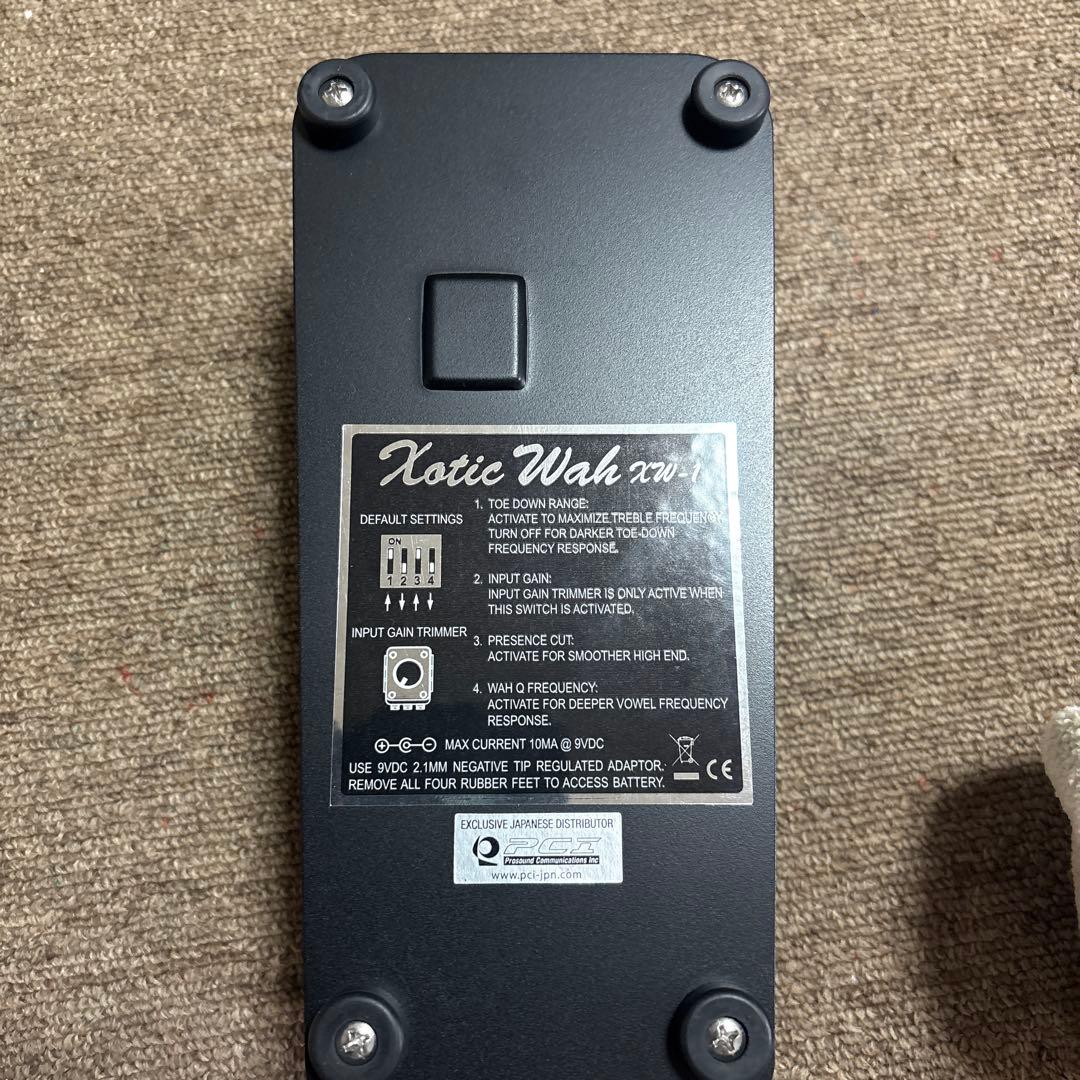 Xotic Wah XW-1
DEFAULT SETTINGS
ON
1 2 3 4
INPUT GAIN TRIMMER
1. TOE DOWN RANGE:
ACTIVATE TO MAXIMIZE TREBLE FREQUENCY.
TURN OFF FOR DARKER TOE-DOWN
FREQUENCY RESPONSE.
2. INPUT GAIN:
INPUT GAIN TRIMMER IS ONLY ACTIVE WHEN
THIS SWITCH IS ACTIVATED.
3. PRESENCE CUT:
ACTIVATE FOR SMOOTHER HIGH END.
4. WAH Q FREQUENCY:
ACTIVATE FOR DEEPER VOWEL FREQUENCY
RESPONSE.
MAX CURRENT 10MA @ 9VDC
USE 9VDC 2.1MM NEGATIVE TIP REGULATED ADAPTOR.
REMOVE ALL FOUR RUBBER FEET TO ACCESS BATTERY.
CE
EXCLUSIVE JAPANESE DISTRIBUTOR
PCI
Prosound Communications Inc
www.pci-jpn.com